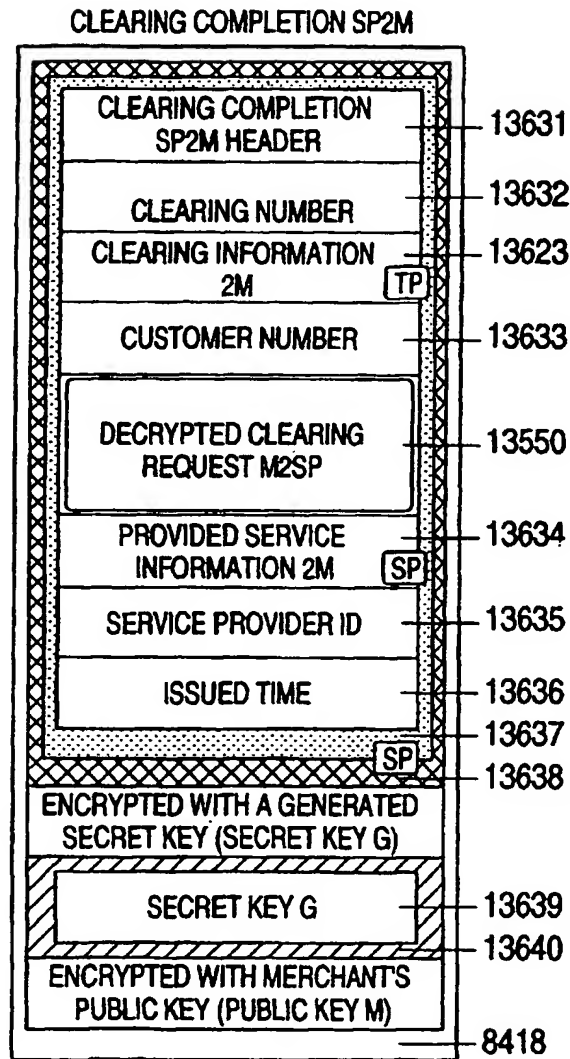 CLEARING COMPLETION SP2M
CLEARING COMPLETION
SP2M HEADER
13631
CLEARING NUMBER
13632
CLEARING INFORMATION
2M
TP
13623
CUSTOMER NUMBER
13633
DECRYPTED CLEARING
REQUEST M2SP
13550
PROVIDED SERVICE
INFORMATION 2M
SP
13634
SERVICE PROVIDER ID
13635
ISSUED TIME
13636
13637
SP
13638
ENCRYPTED WITH A GENERATED
SECRET KEY (SECRET KEY G)
SECRET KEY G
13639
13640
ENCRYPTED WITH MERCHANT'S
PUBLIC KEY (PUBLIC KEY M)
8418